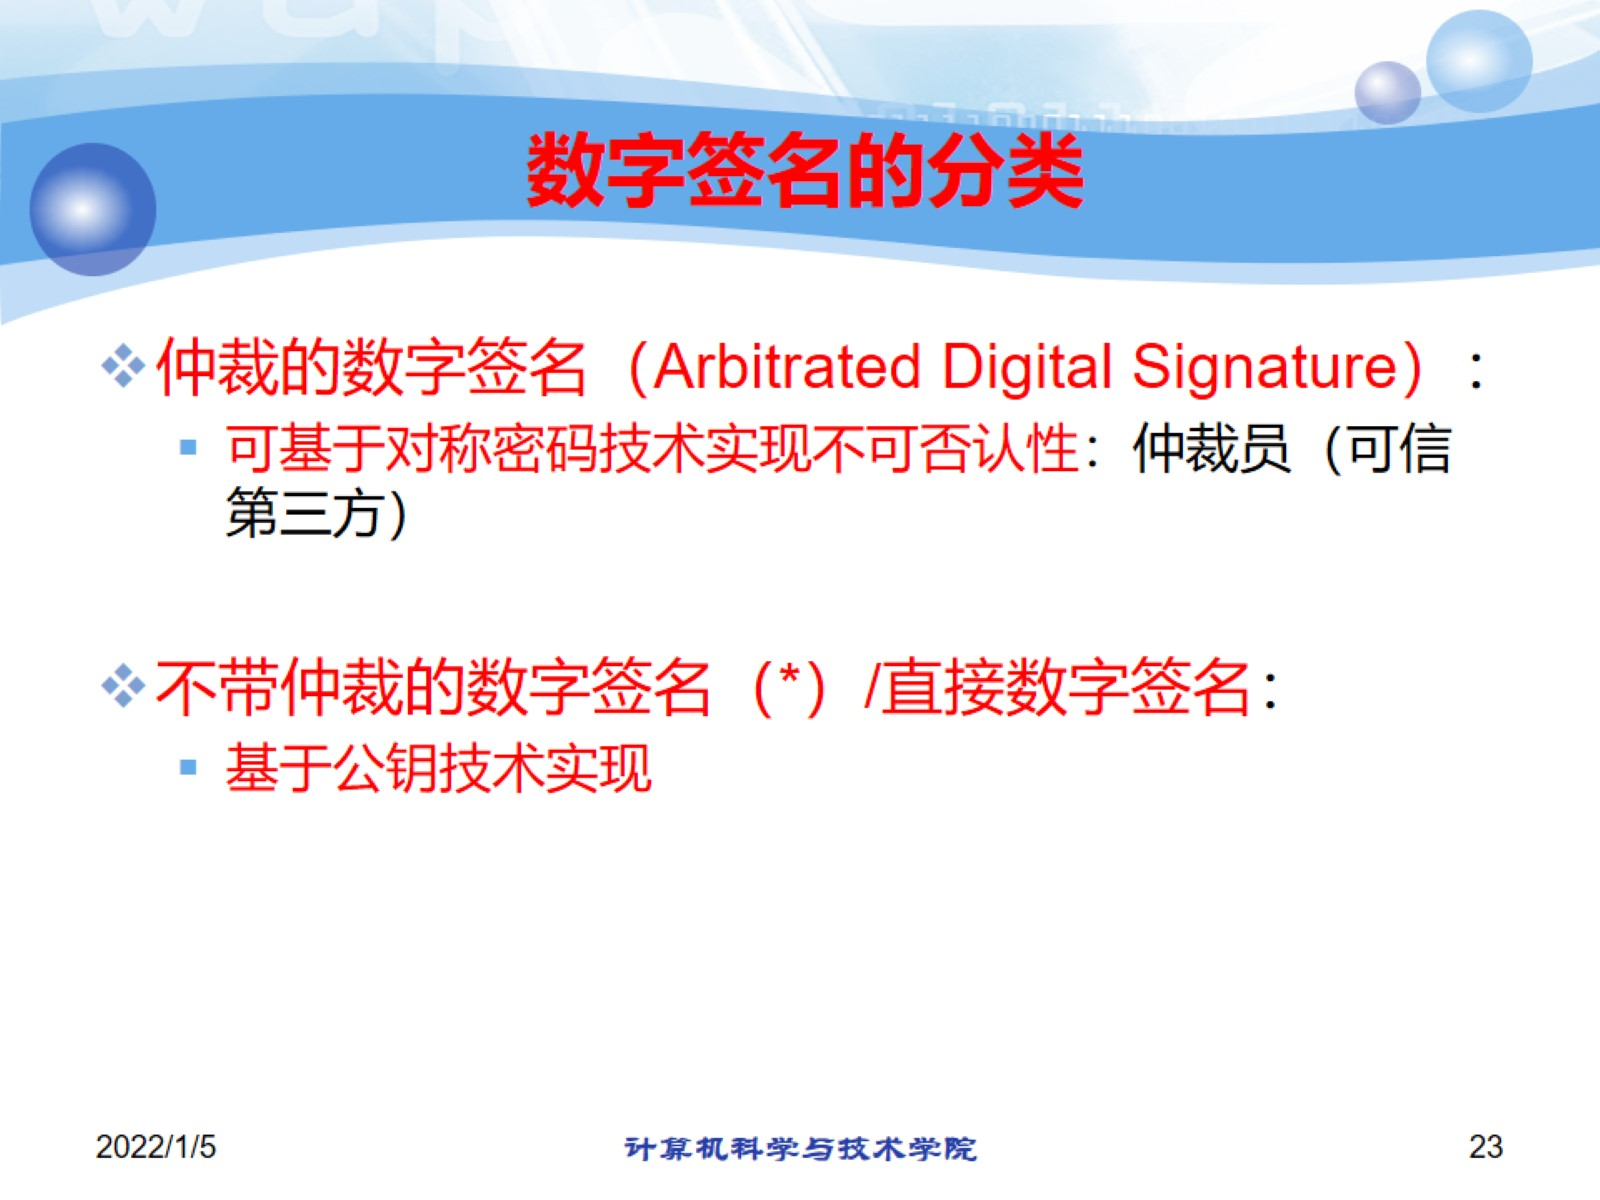 数字签名的分类
仲裁的数字签名（Arbitrated Digital Signature）：
可基于对称密码技术实现不可否认性：仲裁员（可信
第三方）
不带仲裁的数字签名（*）/直接数字签名：
基于公钥技术实现
2022/1/5
计算机科学与技术学院
23